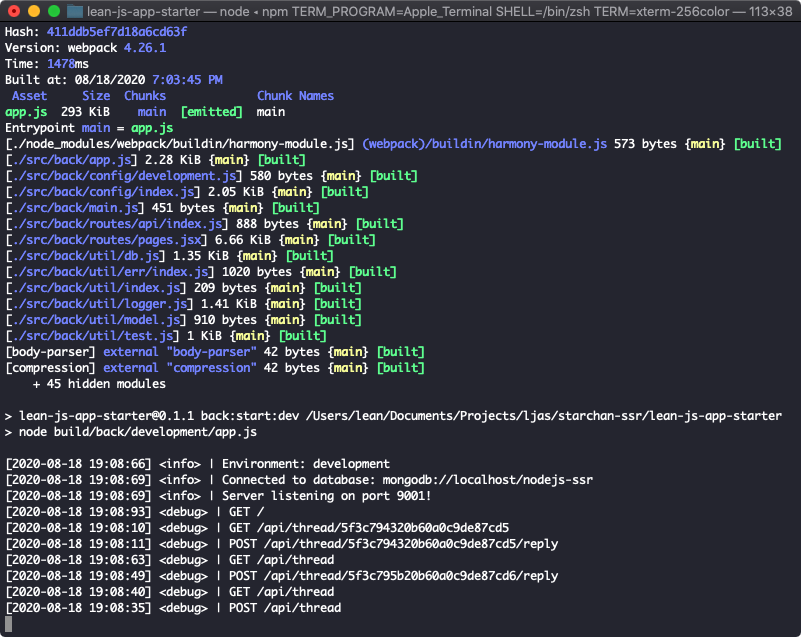 lean-js-app-starter — node ◂ npm TERM_PROGRAM=Apple_Terminal SHELL=/bin/zsh TERM=xterm-256color — 113×38
Hash: 411ddb5ef7d18a6cd63f
Version: webpack 4.26.1
Time: 1478ms
Built at: 08/18/2020 7:03:45 PM
Asset Size Chunks Chunk Names
app.js 293 KiB main [emitted] main
Entrypoint main = app.js
[./node_modules/webpack/buildin/harmony-module.js] (webpack)/buildin/harmony-module.js 573 bytes {main} [built]
[./src/back/app.js] 2.28 KiB {main} [built]
[./src/back/config/development.js] 580 bytes {main} [built]
[./src/back/config/index.js] 2.05 KiB {main} [built]
[./src/back/main.js] 451 bytes {main} [built]
[./src/back/routes/api/index.js] 888 bytes {main} [built]
[./src/back/routes/pages.jsx] 6.66 KiB {main} [built]
[./src/back/util/db.js] 1.35 KiB {main} [built]
[./src/back/util/err/index.js] 1020 bytes {main} [built]
[./src/back/util/index.js] 209 bytes {main} [built]
[./src/back/util/logger.js] 1.41 KiB {main} [built]
[./src/back/util/model.js] 910 bytes {main} [built]
[./src/back/util/test.js] 1 KiB {main} [built]
[body-parser] external "body-parser" 42 bytes {main} [built]
[compression] external "compression" 42 bytes {main} [built]
+ 45 hidden modules
> lean-js-app-starter@0.1.1 back:start:dev /Users/lean/Documents/Projects/ljas/starchan-ssr/lean-js-app-starter
> node build/back/development/app.js
[2020-08-18 19:08:66] <info> | Environment: development
[2020-08-18 19:08:69] <info> | Connected to database: mongodb://localhost/nodejs-ssr
[2020-08-18 19:08:69] <info> | Server listening on port 9001!
[2020-08-18 19:08:93] <debug> | GET /
[2020-08-18 19:08:10] <debug> | GET /api/thread/5f3c794320b60a0c9de87cd5
[2020-08-18 19:08:11] <debug> | POST /api/thread/5f3c794320b60a0c9de87cd5/reply
[2020-08-18 19:08:63] <debug> | GET /api/thread
[2020-08-18 19:08:49] <debug> | POST /api/thread/5f3c795b20b60a0c9de87cd6/reply
[2020-08-18 19:08:40] <debug> | GET /api/thread
[2020-08-18 19:08:35] <debug> | POST /api/thread